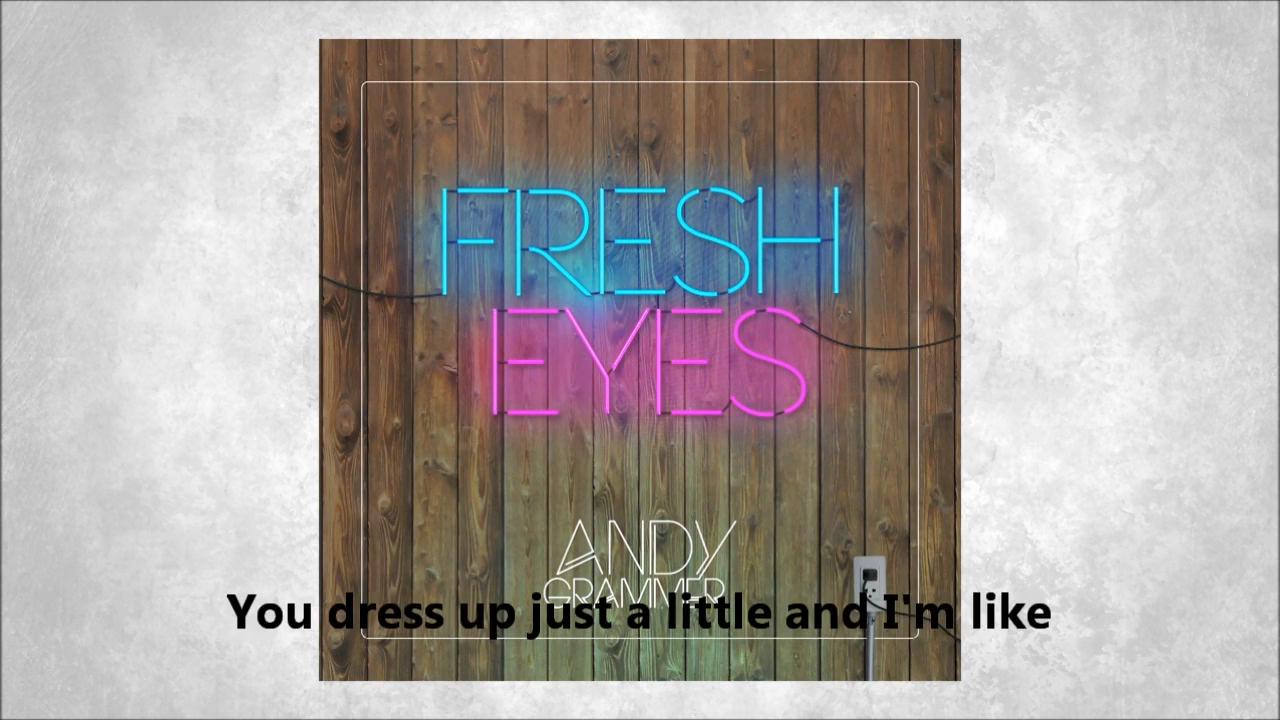 FRESH
EYES
ANDY
GRAMMER
You dress up just a little and I'm like